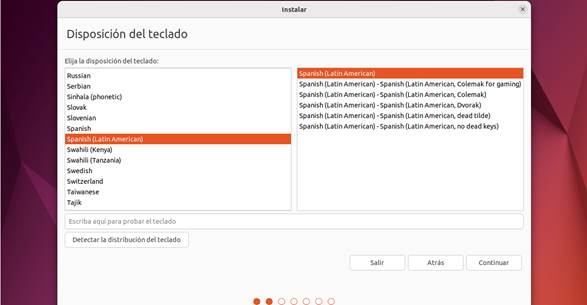 Instalar
Disposición del teclado
Elija la disposición del teclado:
Russian
Serbian
Sinhala (phonetic)
Slovak
Slovenian
Spanish
Spanish (Latin American)
Swahili (Kenya)
Swahili (Tanzania)
Swedish
Switzerland
Taiwanese
Tajik
Spanish (Latin American)
Spanish (Latin American) - Spanish (Latin American, Colemak for gaming)
Spanish (Latin American) - Spanish (Latin American, Colemak)
Spanish (Latin American) - Spanish (Latin American, Dvorak)
Spanish (Latin American) - Spanish (Latin American, dead tilde)
Spanish (Latin American) - Spanish (Latin American, no dead keys)
Escriba aquí para probar el teclado
Detectar la distribución del teclado
Salir
Atrás
Continuar